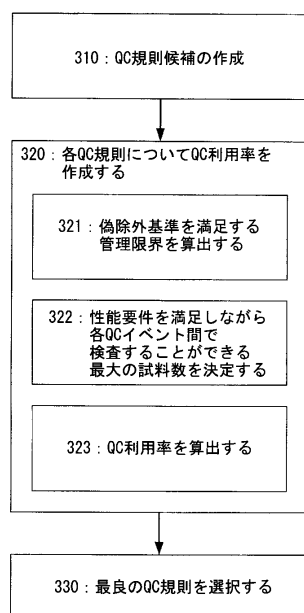 310：QC規則候補の作成
320：各QC規則についてQC利用率を
作成する
321：偽除外基準を満足する
管理限界を算出する
322：性能要件を満足しながら
各QCイベント間で
検査することができる
最大の試料数を決定する
323：QC利用率を算出する
330：最良のQC規則を選択する